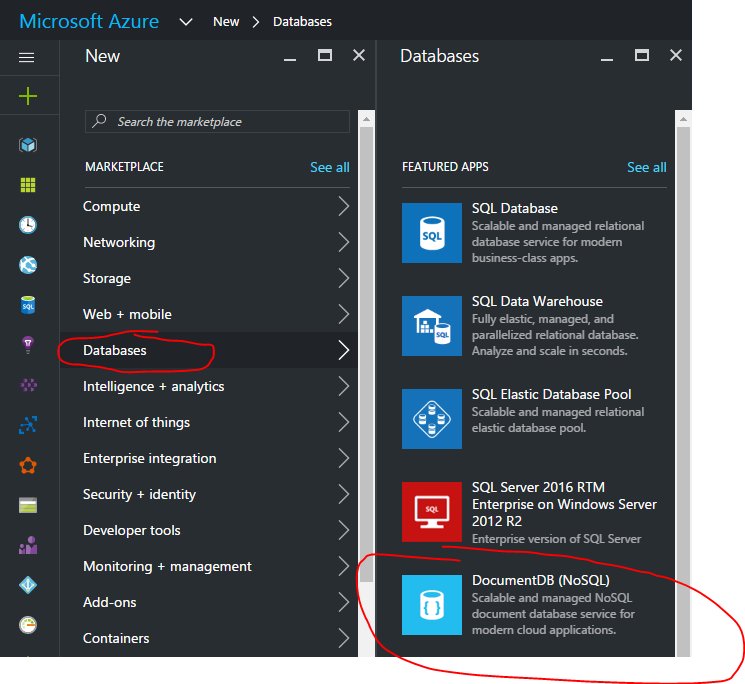 Microsoft Azure New > Databases
New
Search the marketplace
MARKETPLACE See all
Compute
Networking
Storage
Web + mobile
Databases
Intelligence + analytics
Internet of things
Enterprise integration
Security + identity
Developer tools
Monitoring + management
Add-ons
Containers
Databases
FEATURED APPS See all
SQL
SQL Database
Scalable and managed relational
database service for modern
business-class apps.
SQL
SQL Data Warehouse
Fully elastic, managed, and
parallelized relational database.
Analyze and scale in seconds.
SQL Elastic Database Pool
Scalable and managed relational
elastic database pool.
SQL
SQL Server 2016 RTM
Enterprise on Windows Server
2012 R2
Enterprise version of SQL Server
{ }
DocumentDB (NoSQL)
Scalable and managed NoSQL
document database service for
modern cloud applications.
SQL